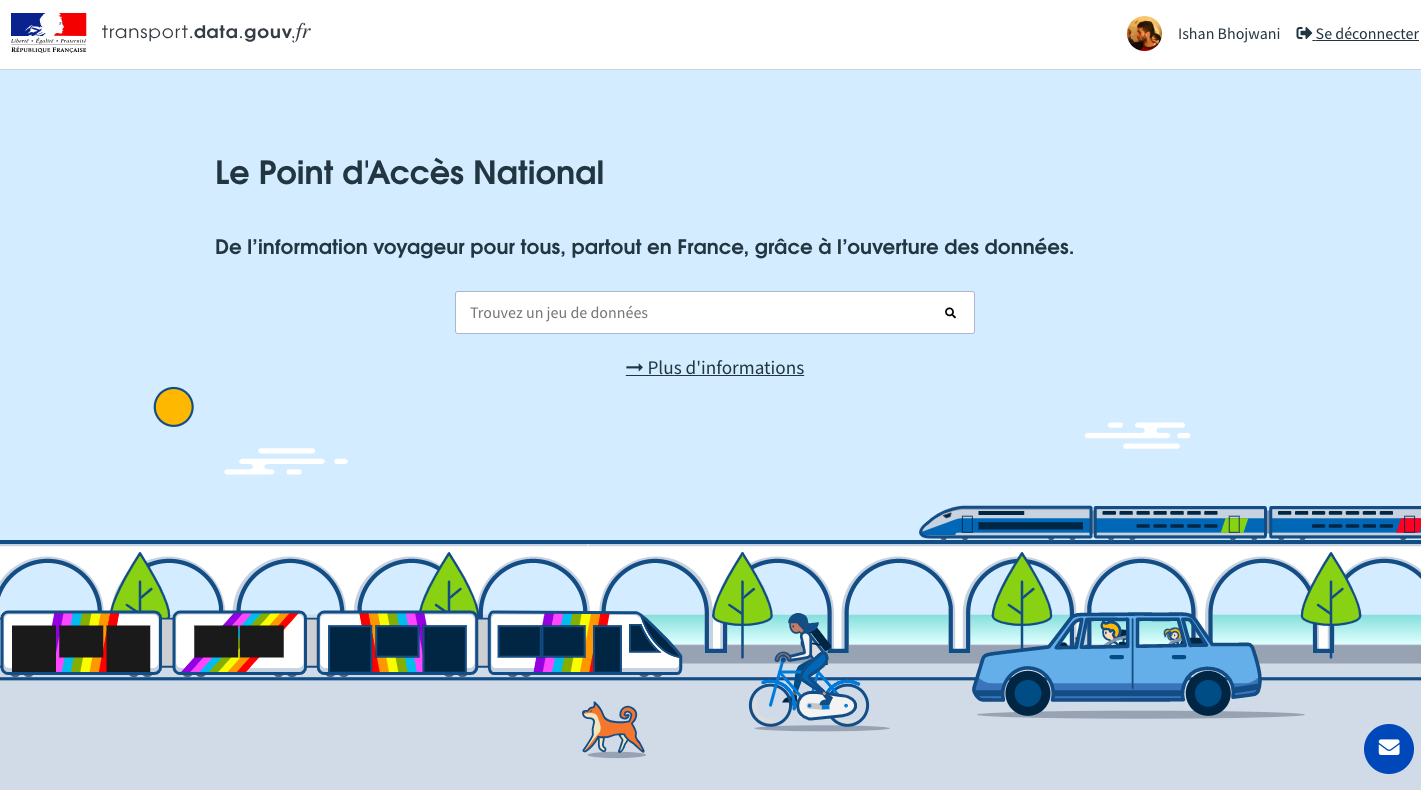 transport.data.gouv.fr
Liberté • Égalité • Fraternité
RÉPUBLIQUE FRANÇAISE
Ishan Bhojwani
Se déconnecter
Le Point d'Accès National
De l’information voyageur pour tous, partout en France, grâce à l’ouverture des données.
Trouvez un jeu de données
Plus d'informations